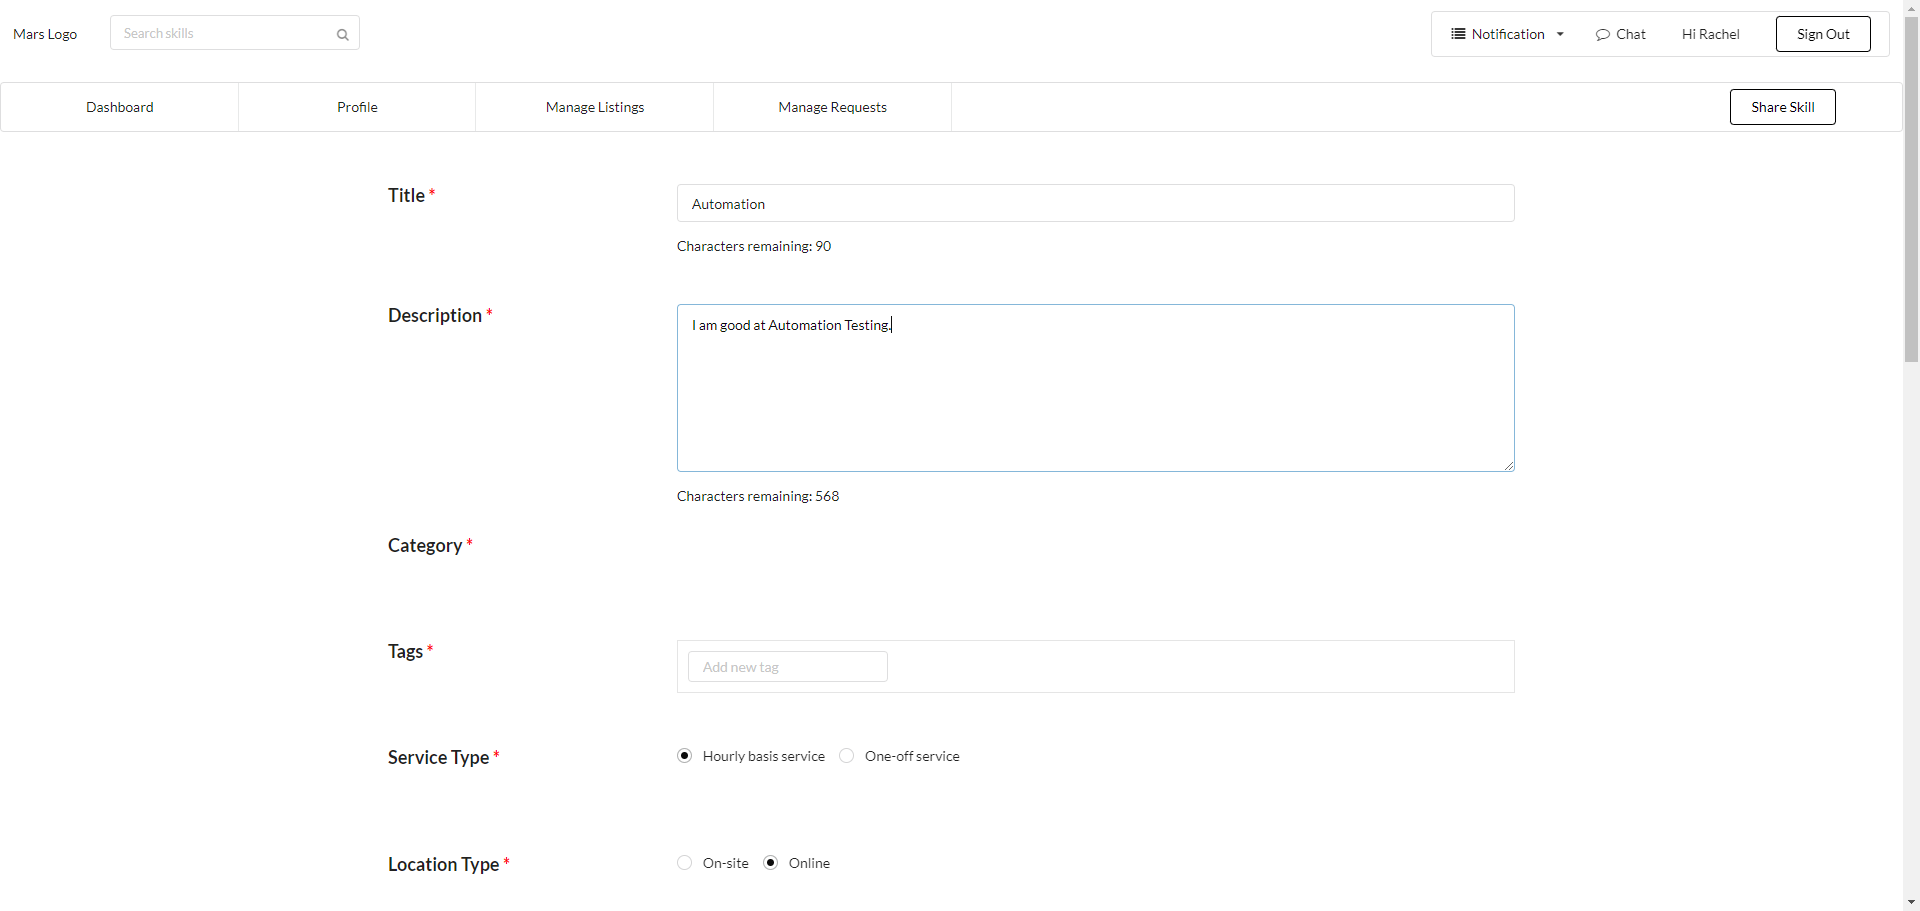 Mars Logo
Search skills
Notification
Chat
Hi Rachel
Sign Out
Dashboard
Profile
Manage Listings
Manage Requests
Share Skill
Title *
Automation
Characters remaining: 90
Description *
I am good at Automation Testing.
Characters remaining: 568
Category *
Tags *
Add new tag
Service Type *
Hourly basis service
One-off service
Location Type *
On-site
Online